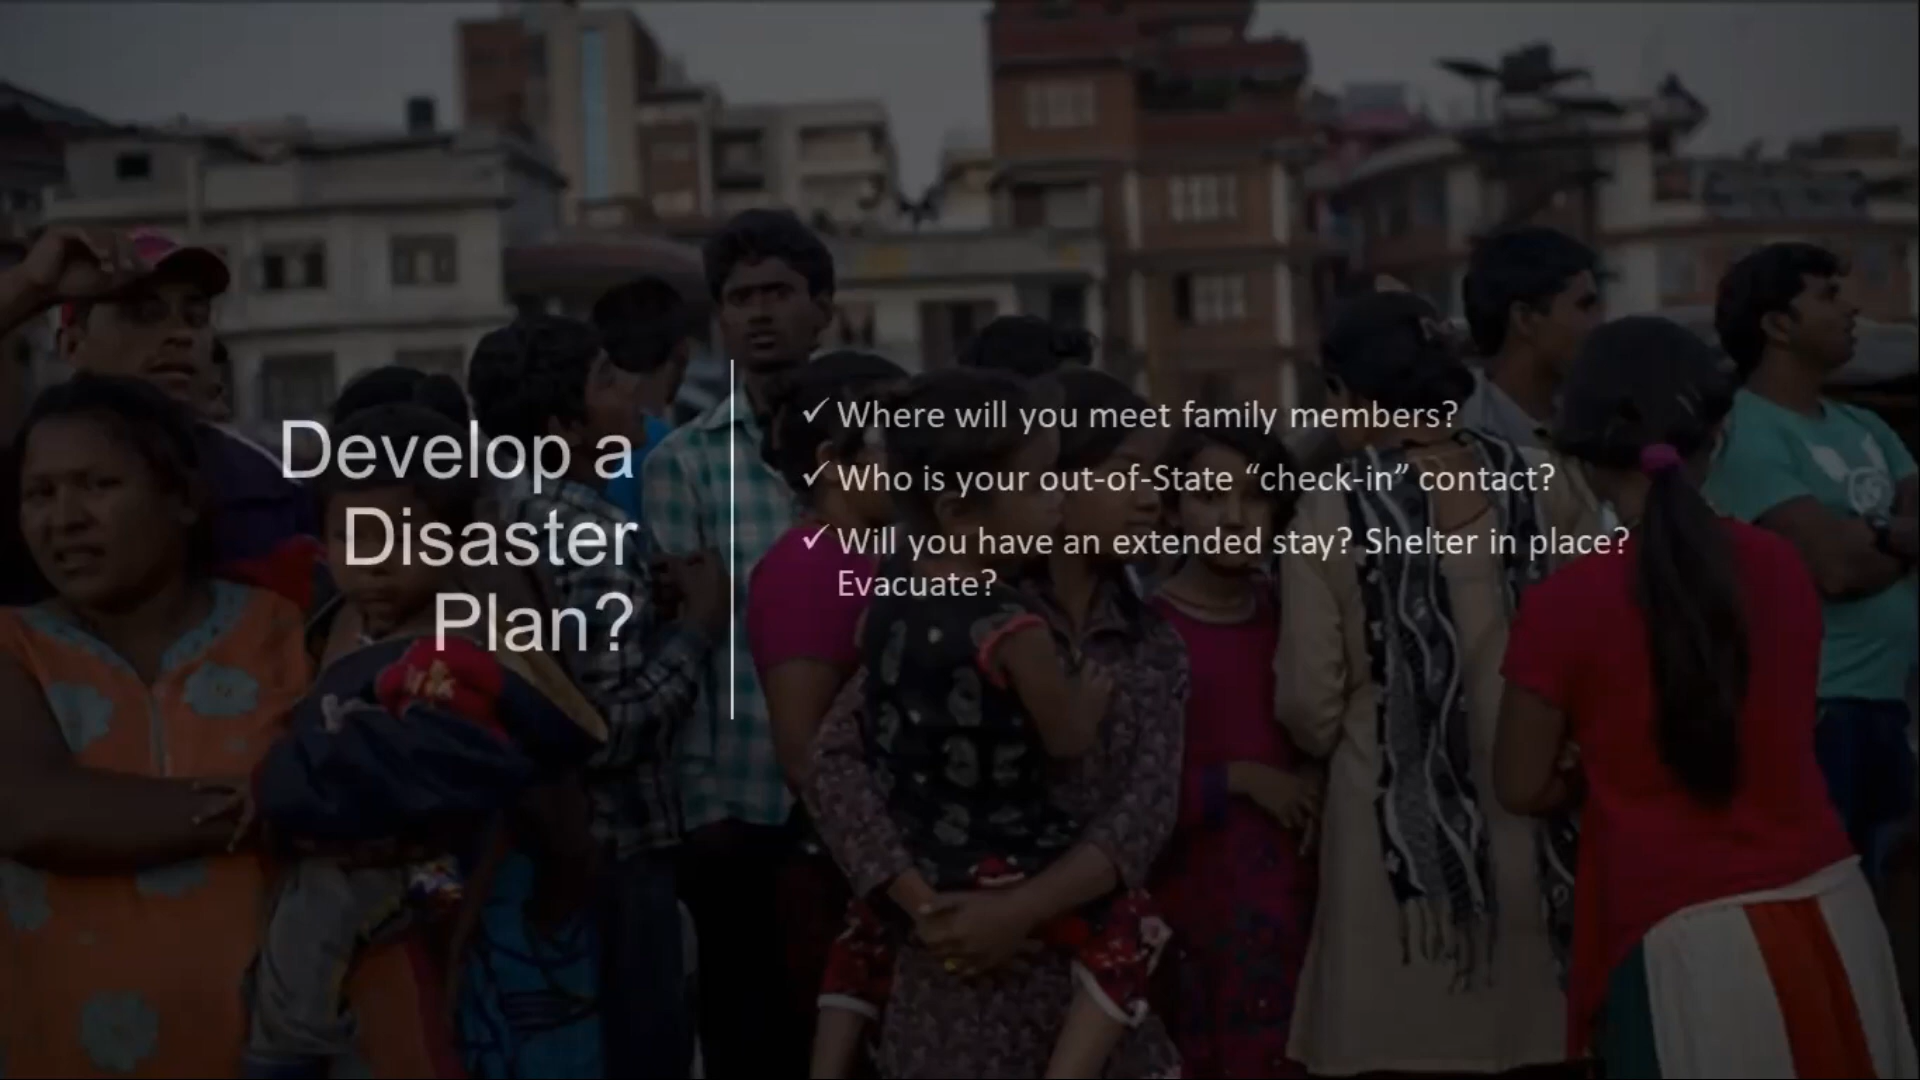 Develop a
Disaster
Plan?
✓ Where will you meet family members?
✓ Who is your out-of-State “check-in” contact?
✓ Will you have an extended stay? Shelter in place?
Evacuate?